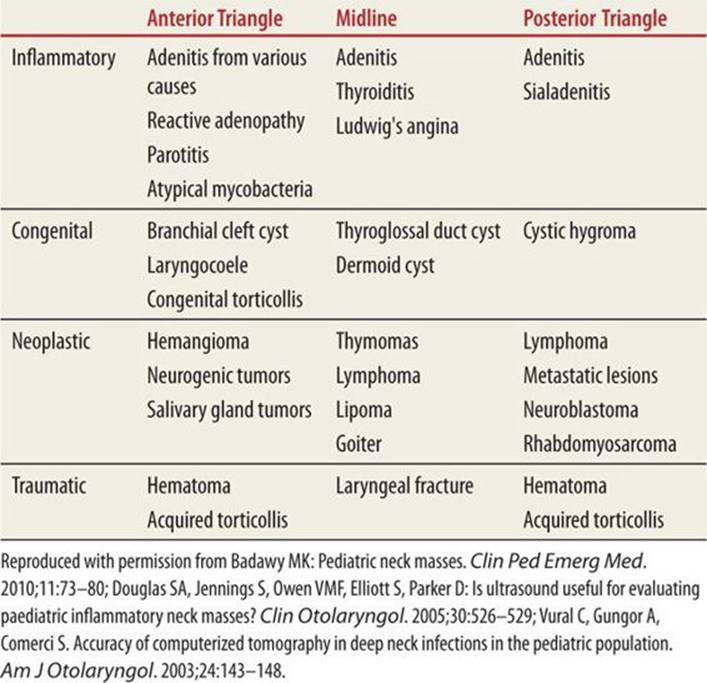 Anterior Triangle Midline Posterior Triangle
Inflammatory Adenitis from various Adenitis Adenitis
causes Thyroiditis Sialadenitis
Reactive adenopathy Ludwig's angina
Parotitis
Atypical mycobacteria
Congenital Branchial cleft cyst Thyroglossal duct cyst Cystic hygroma
Laryngocoele Dermoid cyst
Congenital torticollis
Neoplastic Hemangioma Thymomas Lymphoma
Neurogenic tumors Lymphoma Metastatic lesions
Salivary gland tumors Lipoma Neuroblastoma
Goiter Rhabdomyosarcoma
Traumatic Hematoma Laryngeal fracture Hematoma
Acquired torticollis Acquired torticollis
Reproduced with permission from Badawy MK: Pediatric neck masses. Clin Ped Emerg Med.
2010;11:73–80; Douglas SA, Jennings S, Owen VMF, Elliott S, Parker D: Is ultrasound useful for evaluating
paediatric inflammatory neck masses? Clin Otolaryngol. 2005;30:526–529; Vural C, Gungor A,
Comerci S. Accuracy of computerized tomography in deep neck infections in the pediatric population.
Am J Otolaryngol. 2003;24:143–148.